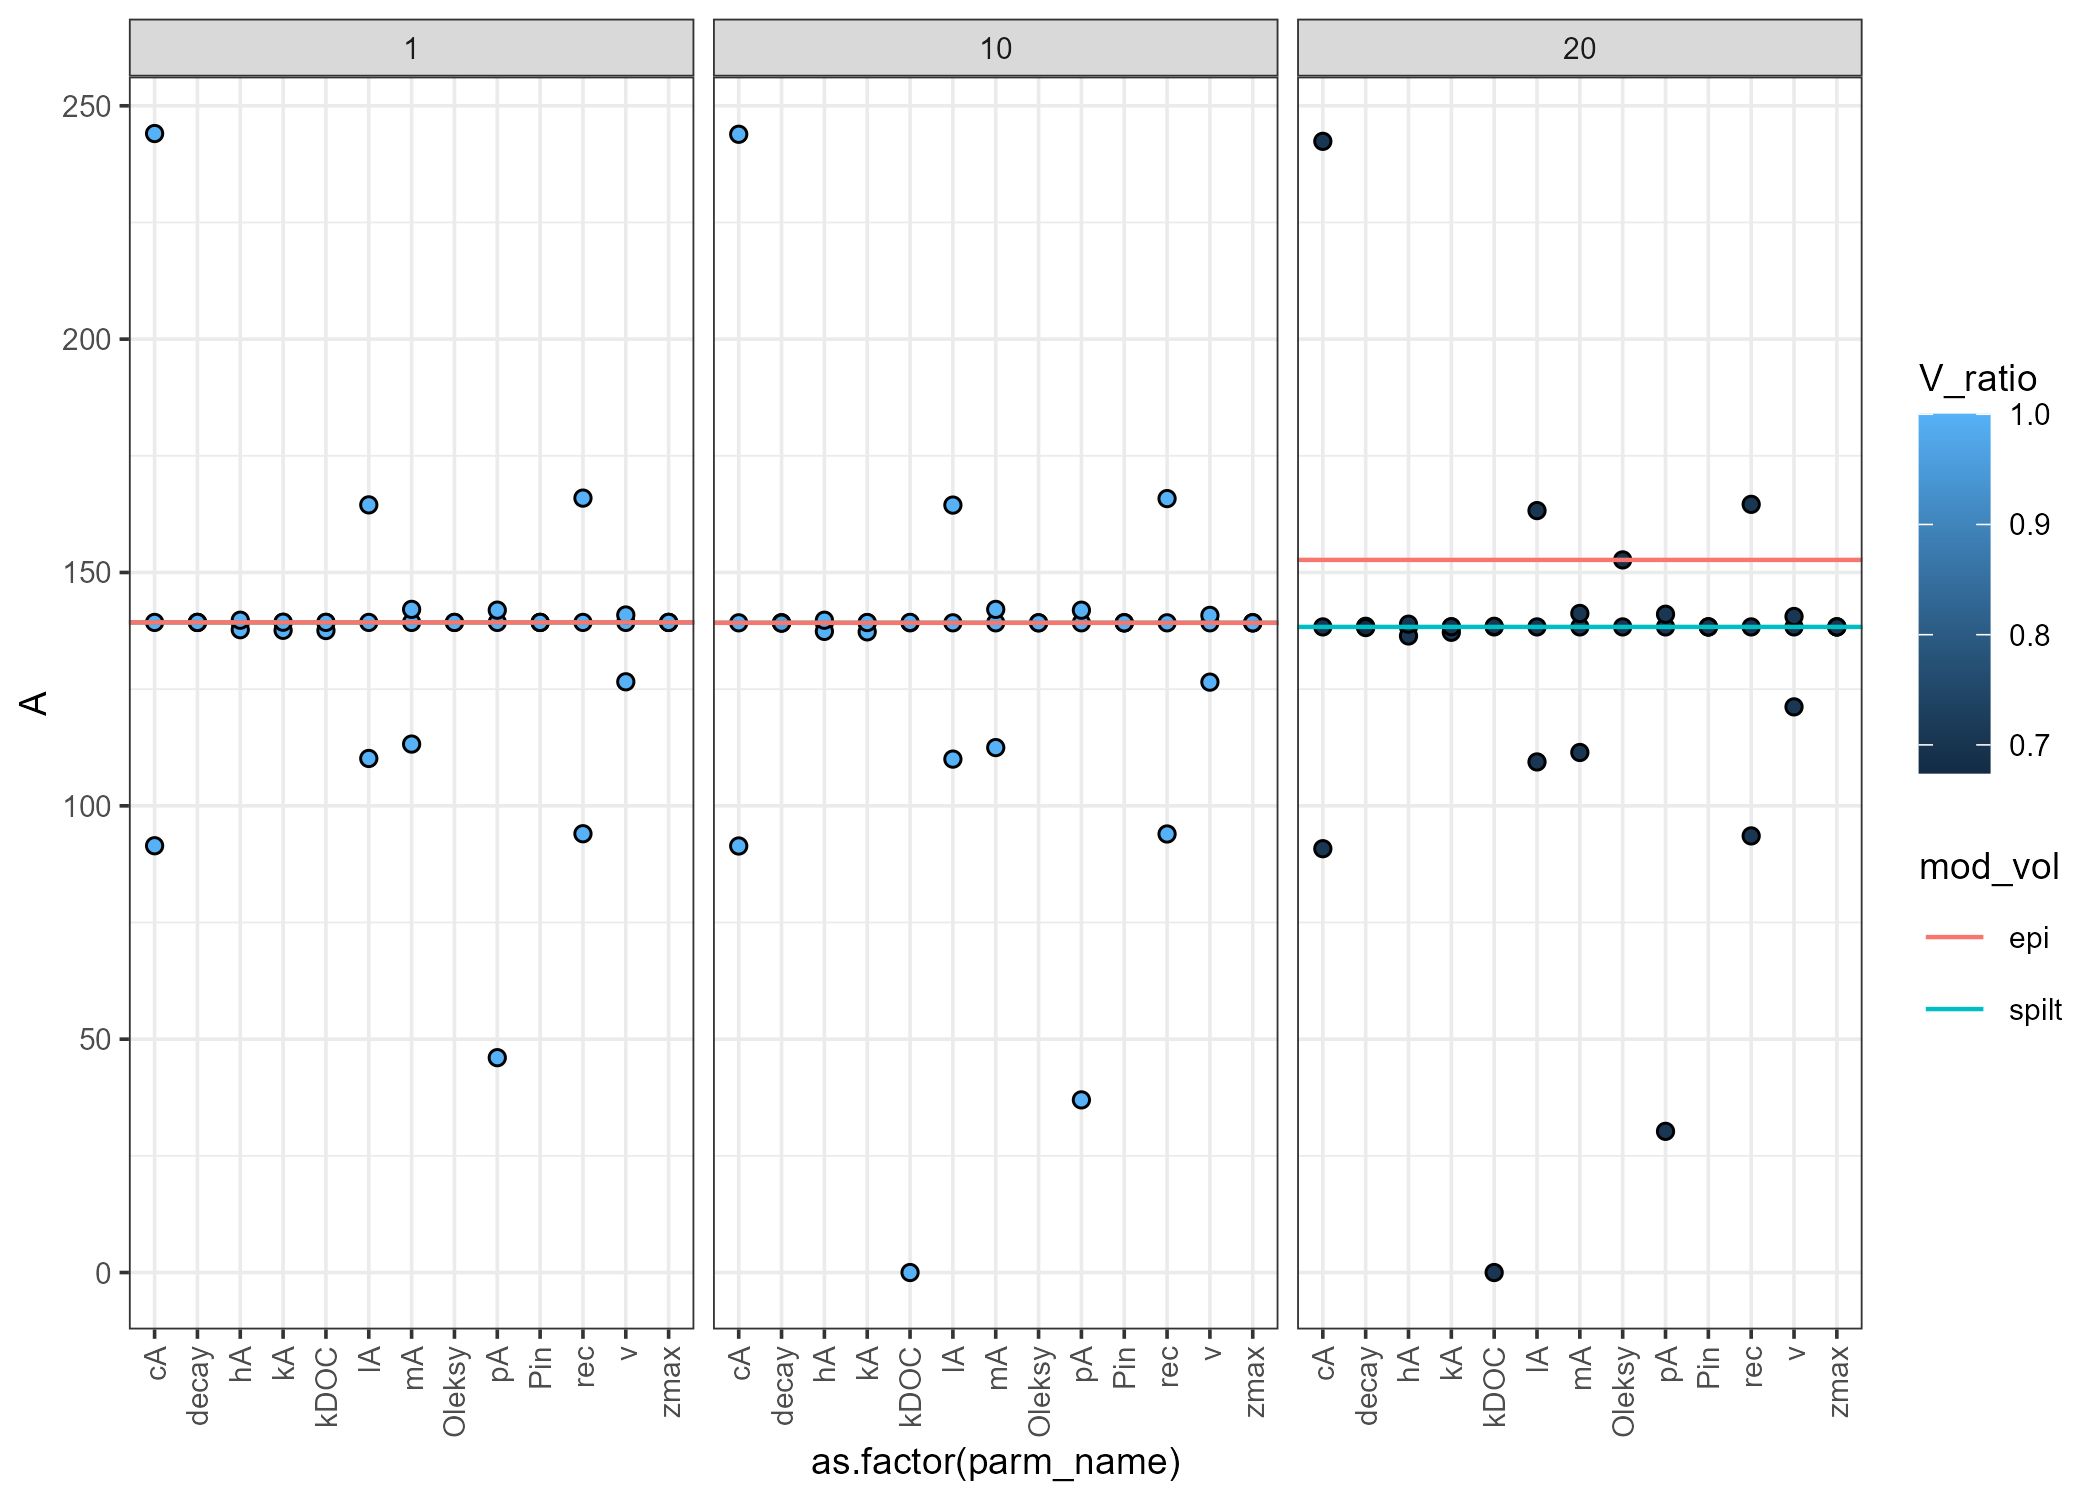 1 10 20
250
200
150
100
50
0
A
cA decay hA kA kDOC lA mA Oleksy pA Pin rec v zmax
cA decay hA kA kDOC lA mA Oleksy pA Pin rec v zmax
cA decay hA kA kDOC lA mA Oleksy pA Pin rec v zmax
as.factor(parm_name)
V_ratio
1.0
0.9
0.8
0.7
mod_vol
epi
spilt